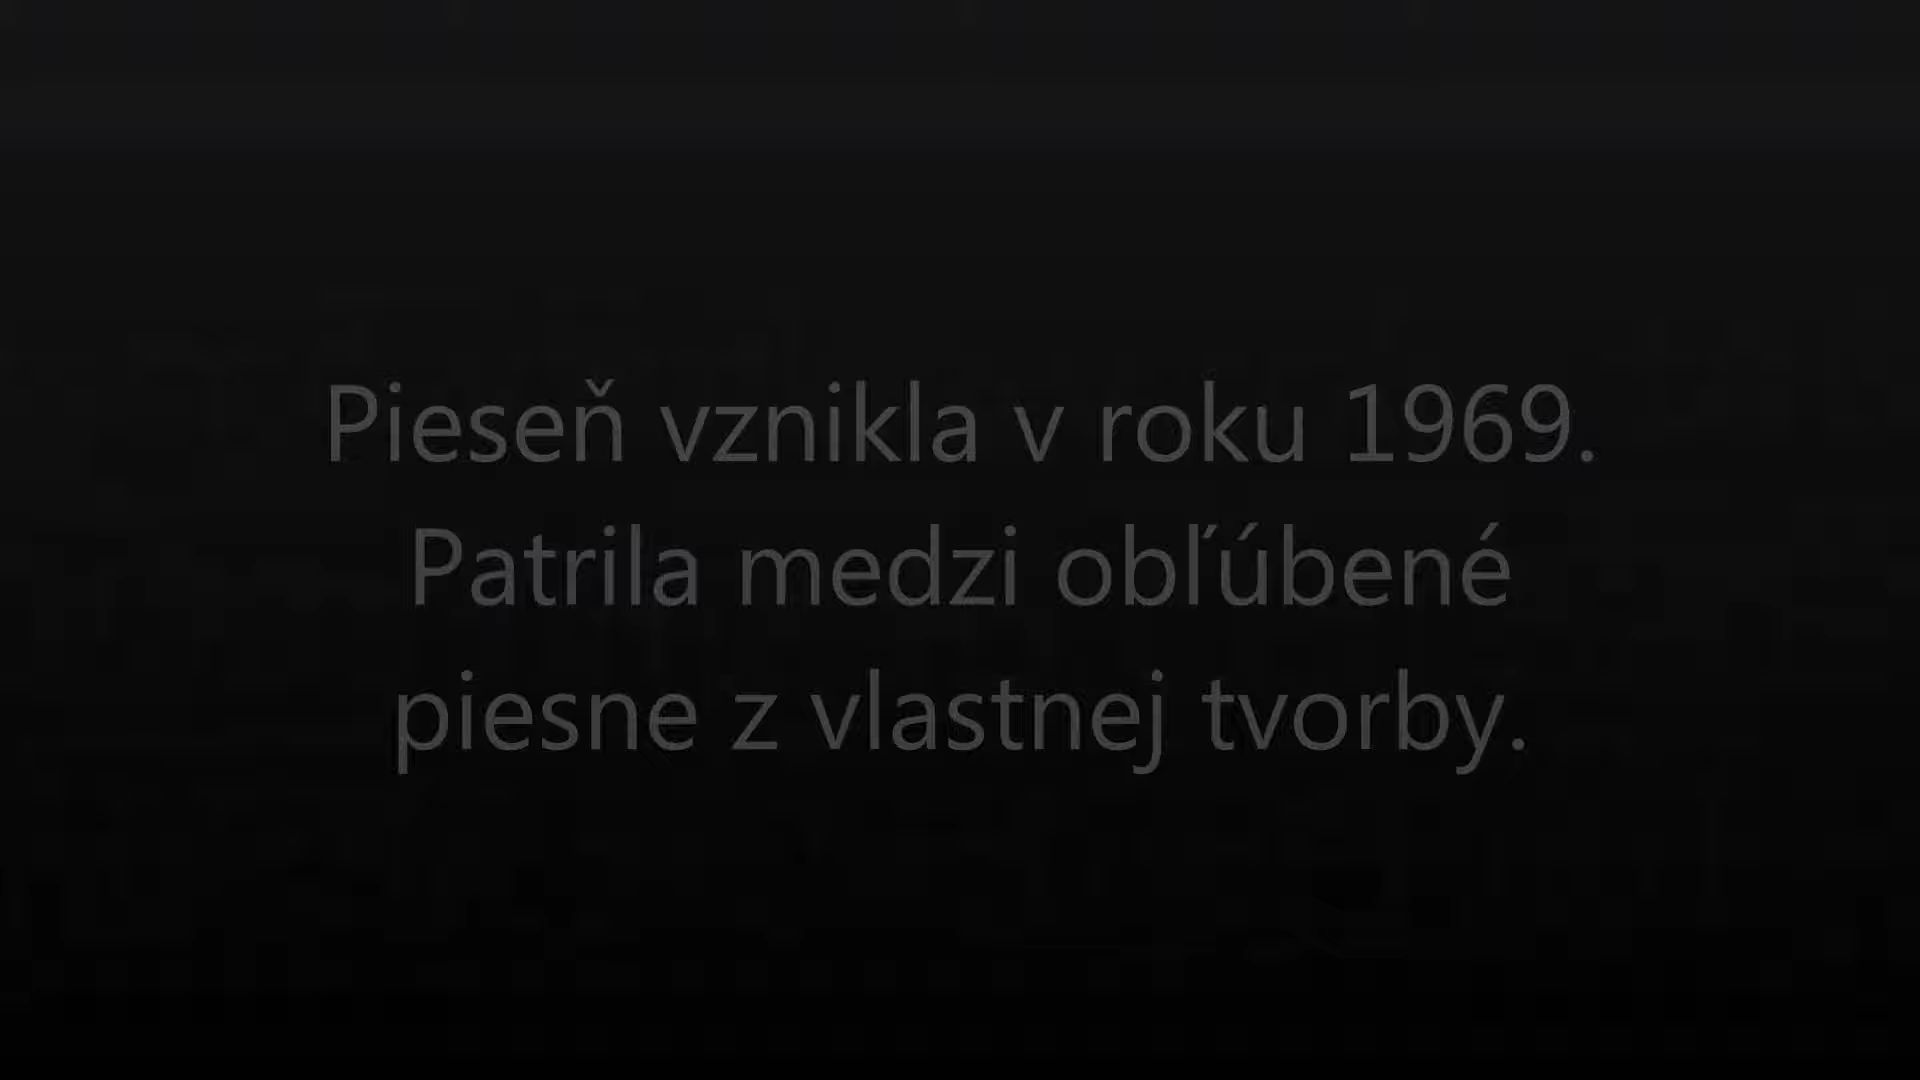 Pieseň vznikla v roku 1969.
Patrila medzi obľúbené
piesne z vlastnej tvorby.